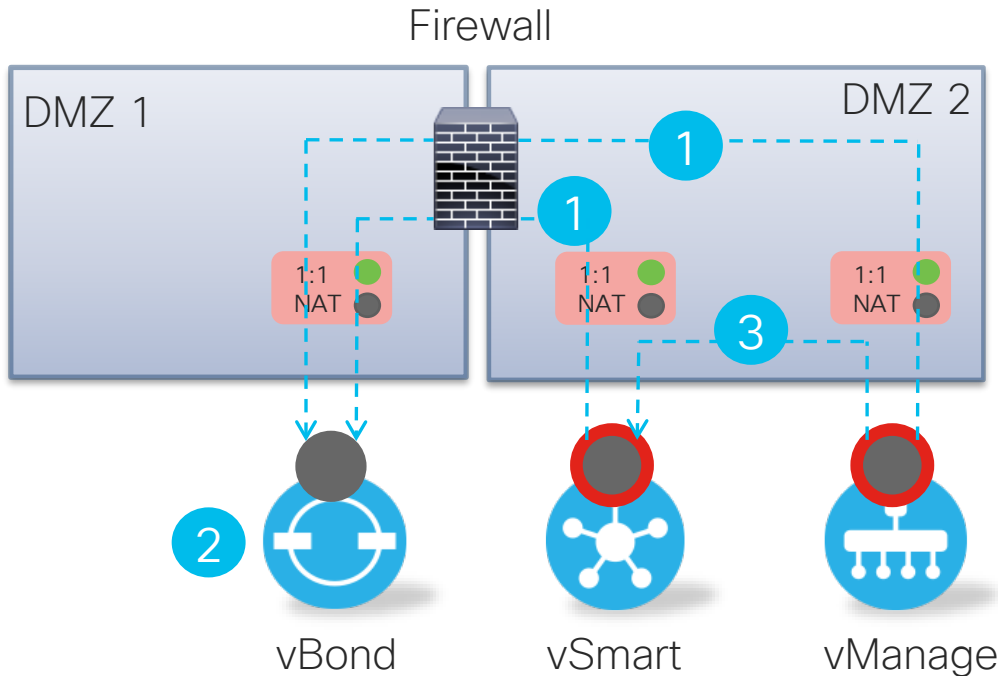 Firewall
DMZ 1
DMZ 2
1
1
1:1
NAT
1:1
NAT
1:1
NAT
3
2
vBond
vSmart
vManage